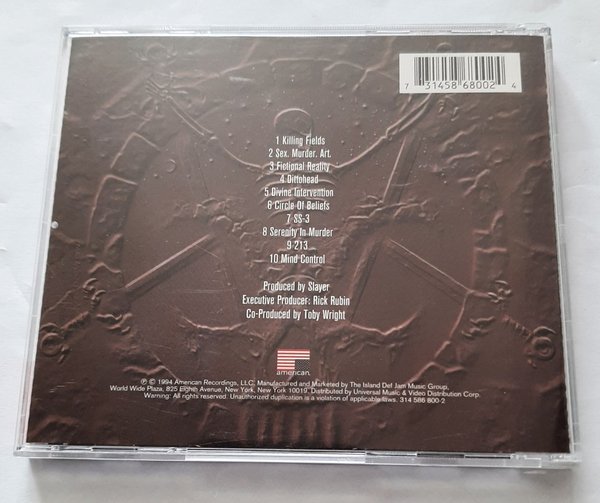 7 31458 68002 4
1 Killing Fields
2 Sex. Murder. Art.
3 Fictional Reality
4 Dittohead
5 Divine Intervention
6 Circle Of Beliefs
7 SS-3
8 Serenity In Murder
9 213
10 Mind Control
Produced by Slayer
Executive Producer: Rick Rubin
Co-Produced by Toby Wright
american.
℗ © 1994 American Recordings, LLC. Manufactured and Marketed by The Island Def Jam Music Group,
World Wide Plaza, 825 Eighth Avenue, New York, New York 10019. Distributed by Universal Music & Video Distribution Corp.
Warning: All rights reserved. Unauthorized duplication is a violation of applicable laws. 314 586 800-2